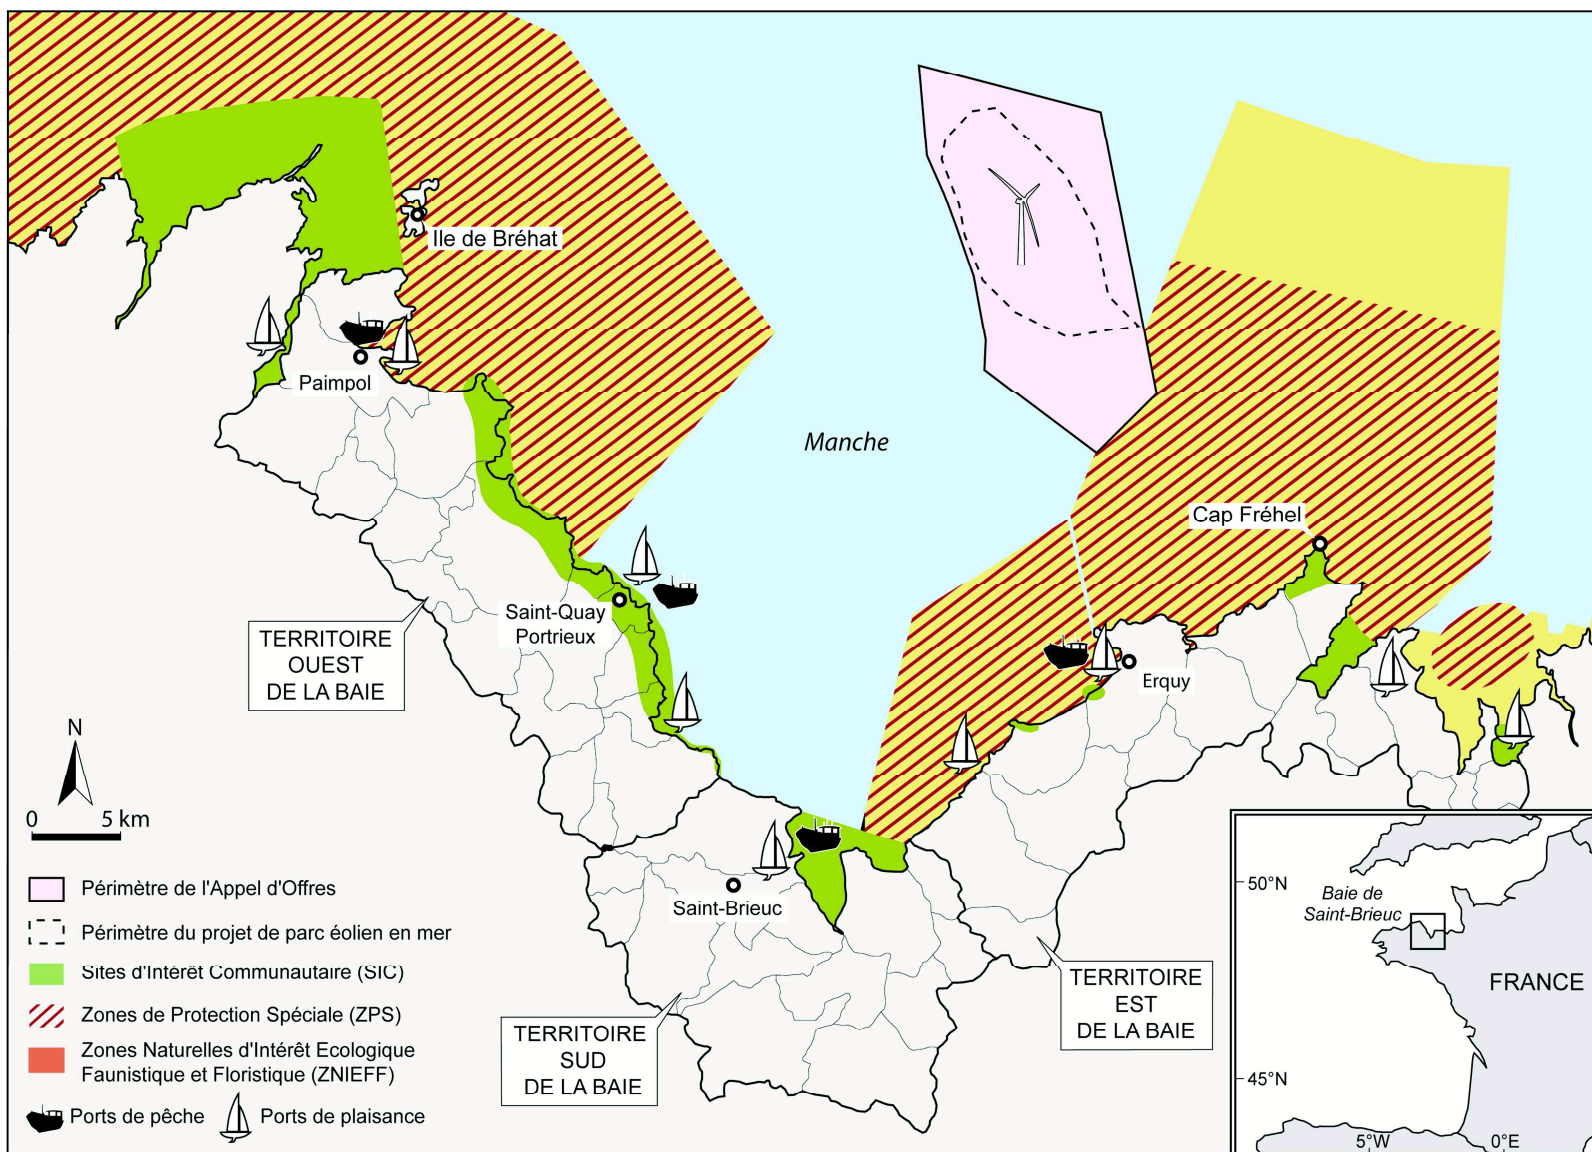 Ile de Bréhat
Paimpol
Manche
Cap Fréhel
Saint-Quay
Portrieux
TERRITOIRE
OUEST
DE LA BAIE
Erquy
N
0 5 km
Saint-Brieuc
TERRITOIRE
SUD
DE LA BAIE
TERRITOIRE
EST
DE LA BAIE
Périmètre de l'Appel d'Offres
Périmètre du projet de parc éolien en mer
Sites d'Intérêt Communautaire (SIC)
Zones de Protection Spéciale (ZPS)
Zones Naturelles d'Intérêt Ecologique
Faunistique et Floristique (ZNIEFF)
Ports de pêche Ports de plaisance
50°N
Baie de
Saint-Brieuc
FRANCE
45°N
5°W 0°E